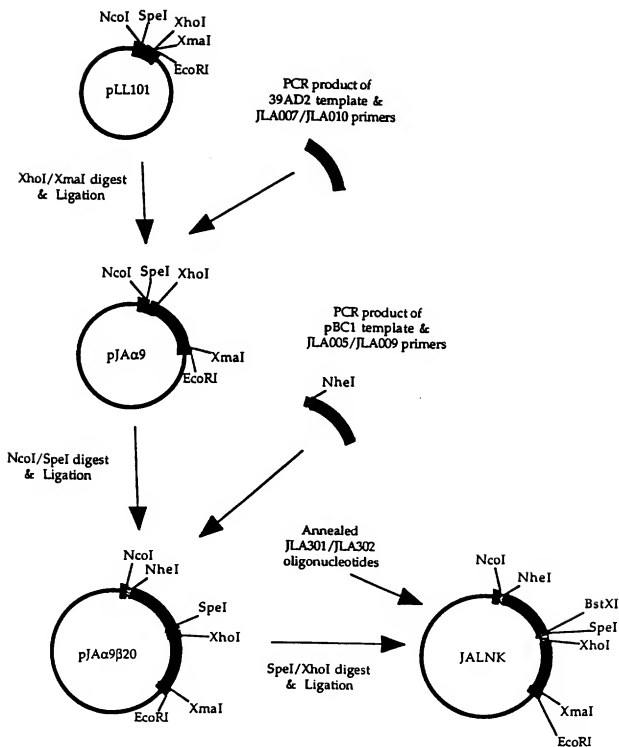 NcoI
SpeI
XhoI
XmaI
EcoRI
pLL101
PCR product of
39AD2 template &
JLA007/JLA010 primers
XhoI/XmaI digest
& Ligation
NcoI
SpeI
XhoI
pJAα9
XmaI
EcoRI
PCR product of
pBC1 template &
JLA005/JLA009 primers
NheI
NcoI/SpeI digest
& Ligation
NcoI
NheI
SpeI
XhoI
pJAα9β20
XmaI
EcoRI
Annealed
JLA301/JLA302
oligonucleotides
SpeI/XhoI digest
& Ligation
NcoI
NheI
BstXI
SpeI
XhoI
JALNK
XmaI
EcoRI